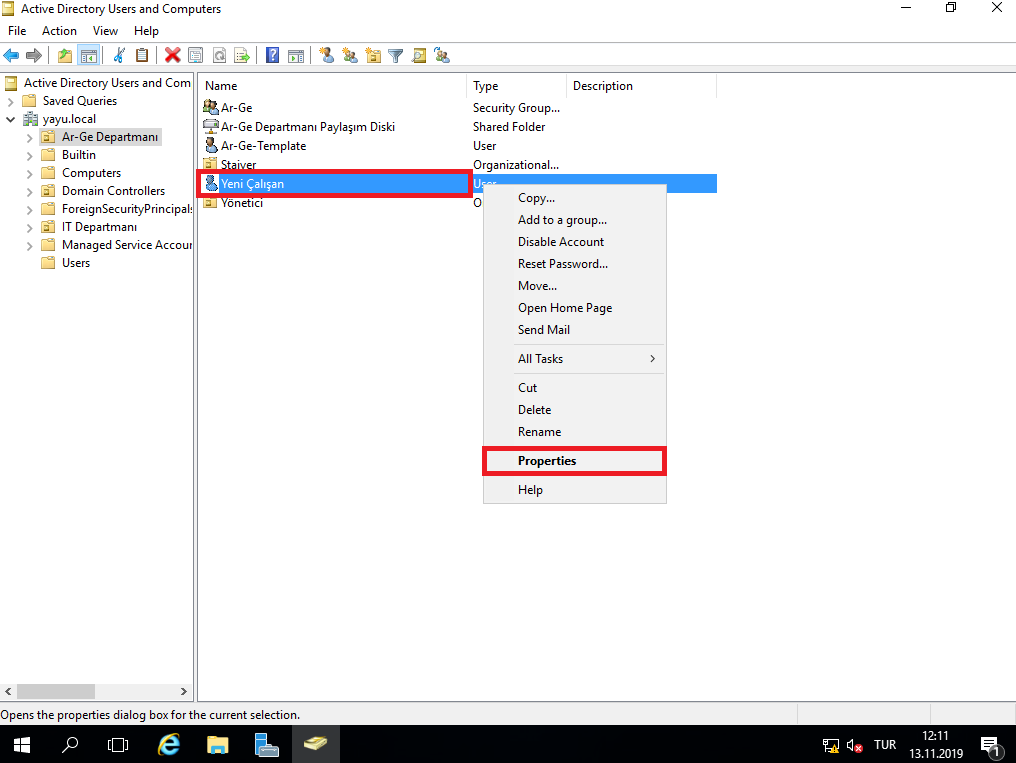 Active Directory Users and Computers
File Action View Help
Active Directory Users and Com
Saved Queries
yayu.local
Ar-Ge Departmanı
Builtin
Computers
Domain Controllers
ForeignSecurityPrincipals
IT Departmanı
Managed Service Accour
Users
Name Type Description
Ar-Ge Security Group...
Ar-Ge Departmanı Paylaşım Diski Shared Folder
Ar-Ge-Template User
Staiyer Organizational...
Yeni Çalışan User
Yönetici O
Copy...
Add to a group...
Disable Account
Reset Password...
Move...
Open Home Page
Send Mail
All Tasks
Cut
Delete
Rename
Properties
Help
Opens the properties dialog box for the current selection.
TUR
12:11
13.11.2019
1